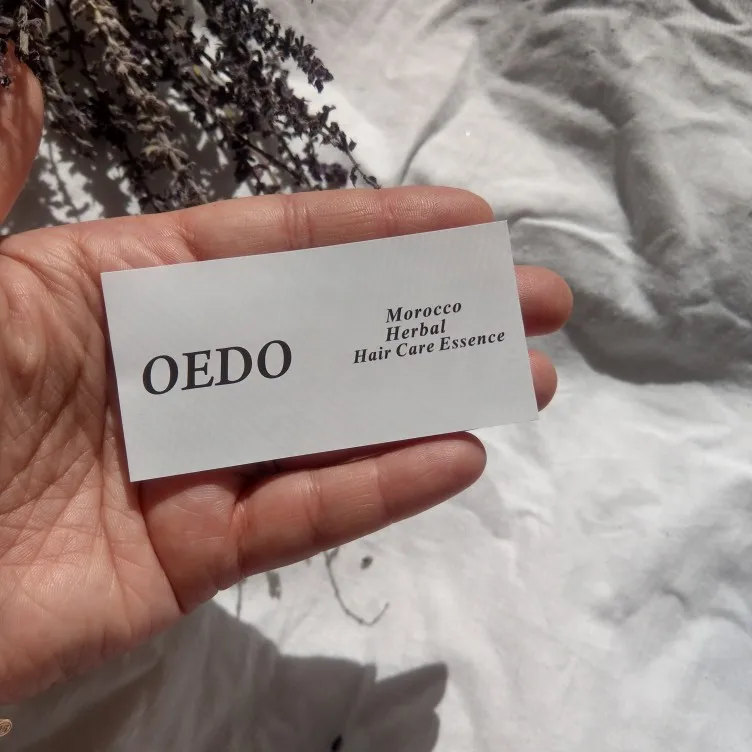 OEDO
Morocco
Herbal
Hair Care Essence